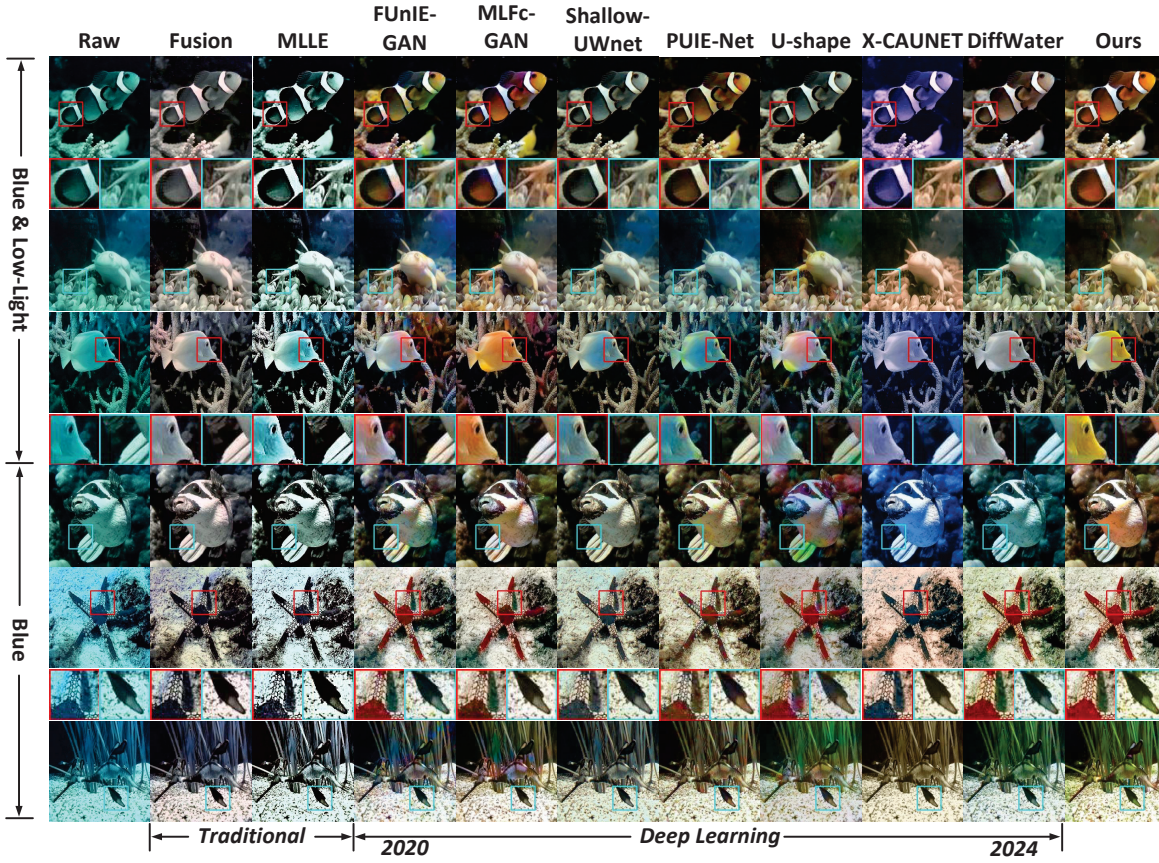 Raw Fusion MLLE FUnIE-GAN MLFc-GAN Shallow-UWnet PUIE-Net U-shape X-CAUNET DiffWater Ours
Blue & Low-Light
Blue
Traditional
2020
Deep Learning
2024